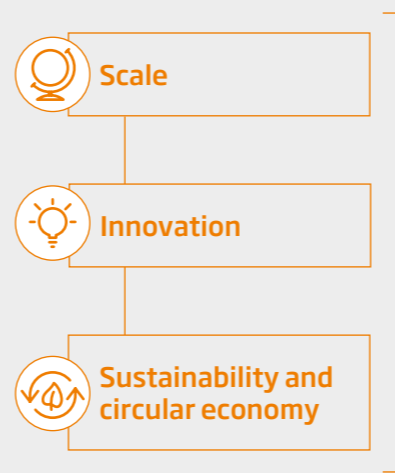 Scale
Innovation
Sustainability and
circular economy